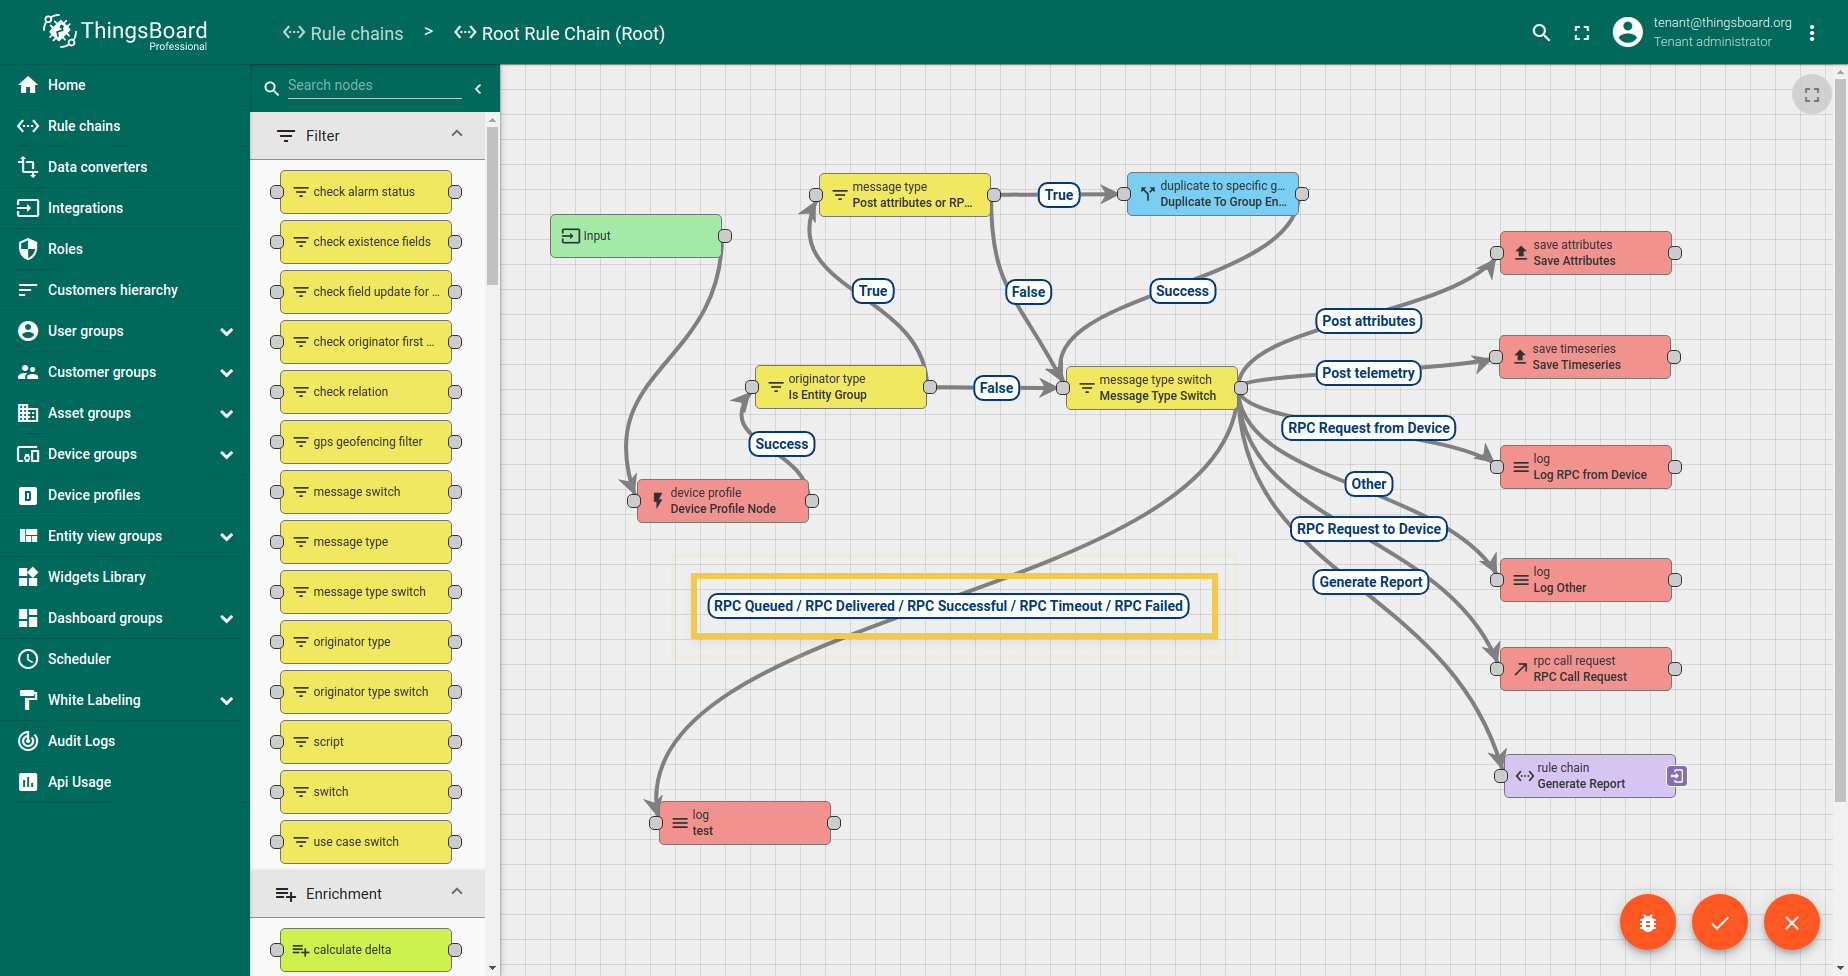 ThingsBoard
Professional
Rule chains > Root Rule Chain (Root)
tenant@thingsboard.org
Tenant administrator
Home
Rule chains
Data converters
Integrations
Roles
Customers hierarchy
User groups
Customer groups
Asset groups
Device groups
Device profiles
Entity view groups
Widgets Library
Dashboard groups
Scheduler
White Labeling
Audit Logs
Api Usage
Search nodes
Filter
check alarm status
check existence fields
check field update for ...
check originator first ...
check relation
gps geofencing filter
message switch
message type
message type switch
originator type
originator type switch
script
switch
use case switch
Enrichment
calculate delta
Input
message type
Post attributes or RP...
True
duplicate to specific g...
Duplicate To Group En...
True
False
Success
originator type
Is Entity Group
False
message type switch
Message Type Switch
Success
device profile
Device Profile Node
Post attributes
save attributes
Save Attributes
Post telemetry
save timeseries
Save Timeseries
RPC Request from Device
log
Log RPC from Device
Other
RPC Request to Device
log
Log Other
Generate Report
RPC Queued / RPC Delivered / RPC Successful / RPC Timeout / RPC Failed
rpc call request
RPC Call Request
rule chain
Generate Report
log
test